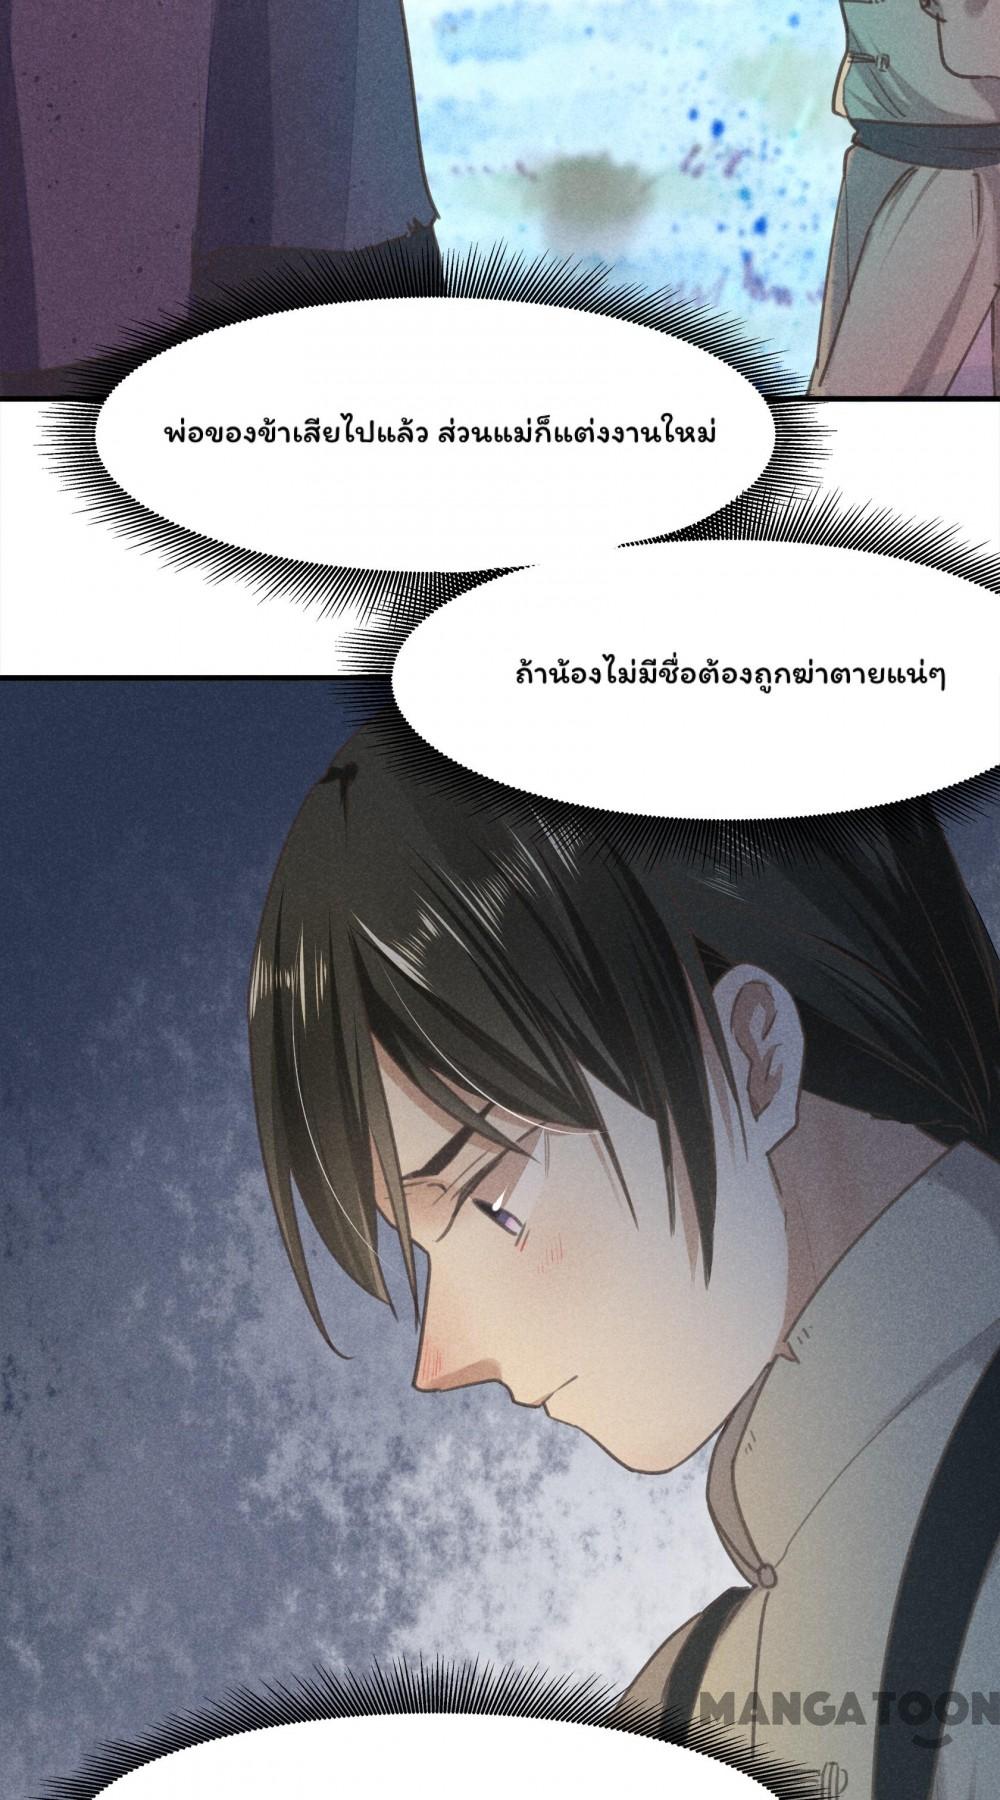 พ่อของข้าเสียไปแล้ว ส่วนแม่ก็แต่งงานใหม่
ถ้าน้องไม่มีชื่อต้องถูกฆ่าตายแน่ๆ
MANGATOON